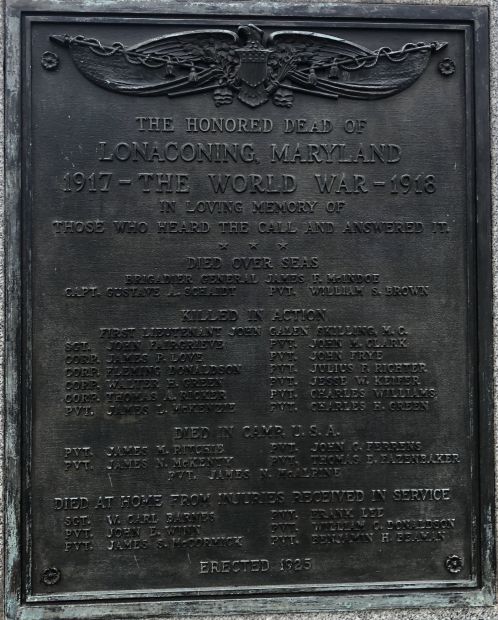 THE HONORED DEAD OF
LONACONING, MARYLAND
1917 - THE WORLD WAR - 1918
IN LOVING MEMORY OF
THOSE WHO HEARD THE CALL AND ANSWERED IT.
* * *
DIED OVER SEAS
BRIGADIER GENERAL JAMES F. McINDOE
CAPT. GUSTAVE A. SCHAIDT PVT. WILLIAM S. BROWN
KILLED IN ACTION
FIRST LIEUTENANT JOHN GALEN SKILLING, M.C.
SGT. JOHN FAIRGRIEVE PVT. JOHN M. CLARK
CORP. JAMES P. LOVE PVT. JOHN FRYE
CORP. FLEMING DONALDSON PVT. JULIUS F. RICHTER
CORP. WALTER H. GREEN PVT. JESSE W. KEIFER
CORP. THOMAS A. RICKER PVT. CHARLES WILLIAMS
PVT. JAMES L. McKENZIE PVT. CHARLES E. GREEN
DIED IN CAMP, U.S.A.
PVT. JAMES M. RITCHIE PVT. JOHN C. FERRENS
PVT. JAMES N. McKENTY PVT. THOMAS E. FAZENBAKER
PVT. JAMES N. McALPINE
DIED AT HOME FROM INJURIES RECEIVED IN SERVICE
SGT. W. CARL BARNES PVT. FRANK LEE
PVT. JOHN E. WINN PVT. WILLIAM C. DONALDSON
PVT. JAMES S. McCORMICK PVT. BENJAMIN H. BEAMAN
ERECTED 1925